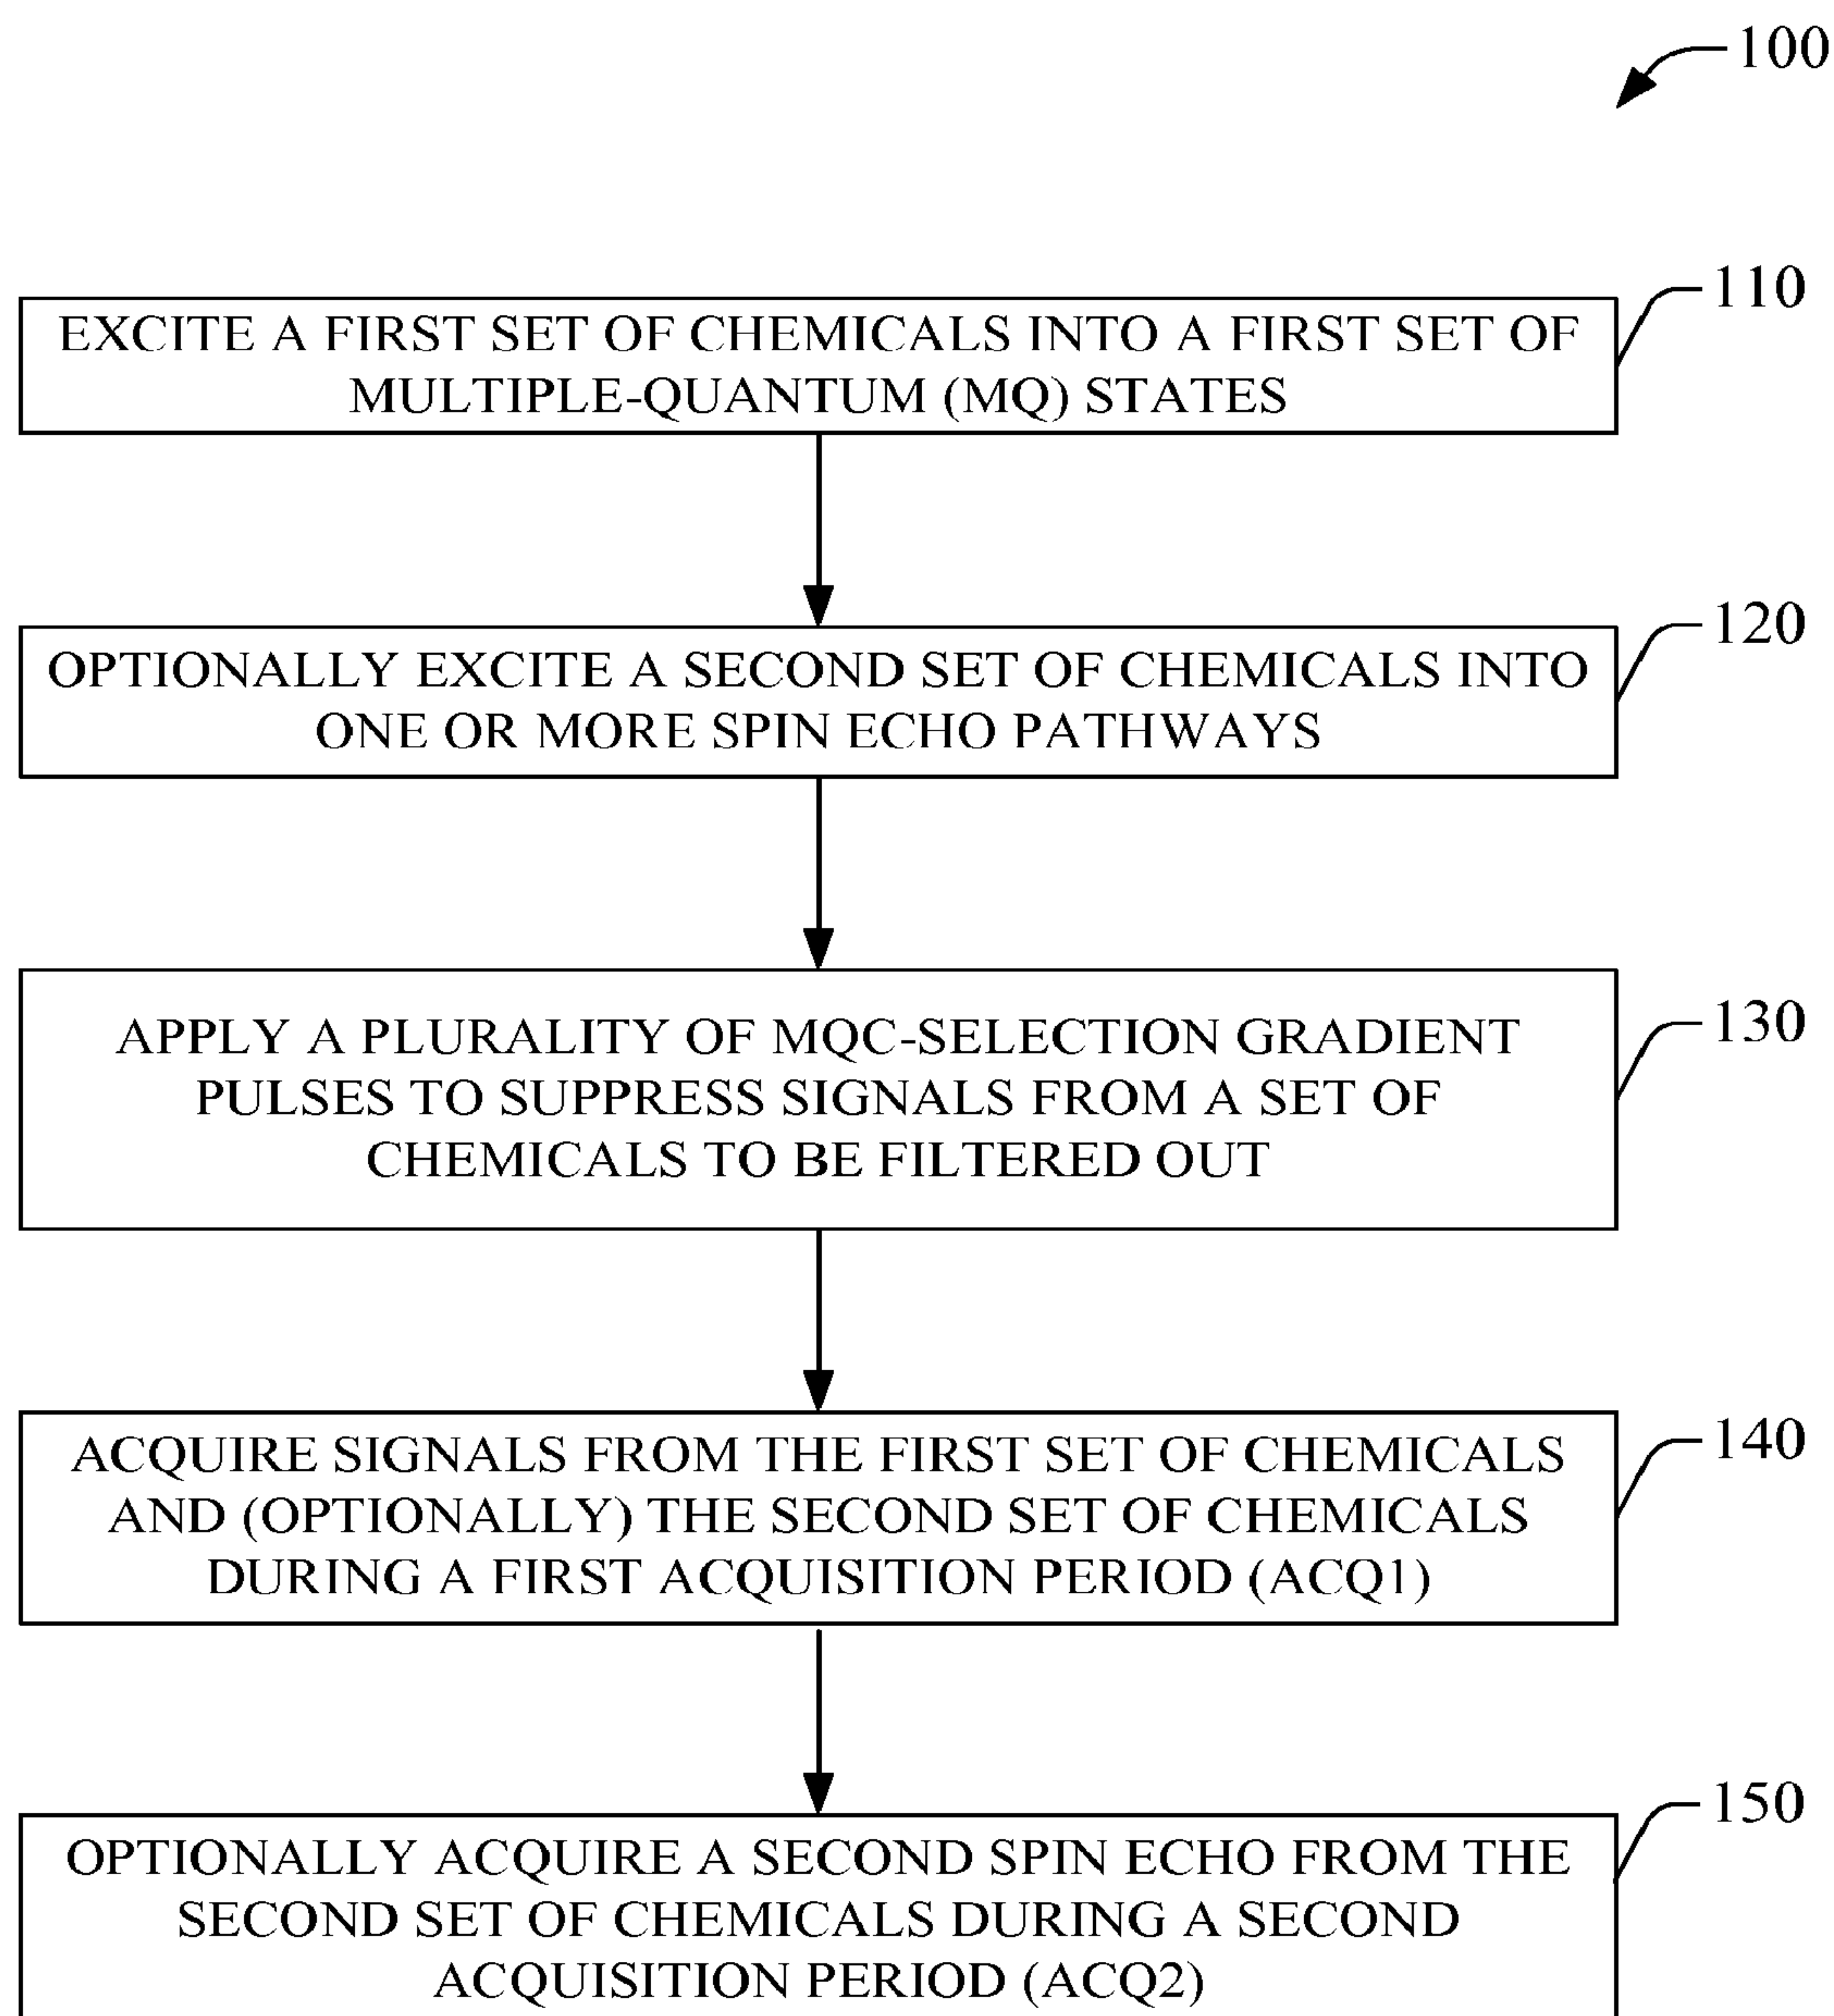 100
110
EXCITE A FIRST SET OF CHEMICALS INTO A FIRST SET OF
MULTIPLE-QUANTUM (MQ) STATES
120
OPTIONALLY EXCITE A SECOND SET OF CHEMICALS INTO
ONE OR MORE SPIN ECHO PATHWAYS
130
APPLY A PLURALITY OF MQC-SELECTION GRADIENT
PULSES TO SUPPRESS SIGNALS FROM A SET OF
CHEMICALS TO BE FILTERED OUT
140
ACQUIRE SIGNALS FROM THE FIRST SET OF CHEMICALS
AND (OPTIONALLY) THE SECOND SET OF CHEMICALS
DURING A FIRST ACQUISITION PERIOD (ACQ1)
150
OPTIONALLY ACQUIRE A SECOND SPIN ECHO FROM THE
SECOND SET OF CHEMICALS DURING A SECOND
ACQUISITION PERIOD (ACQ2)